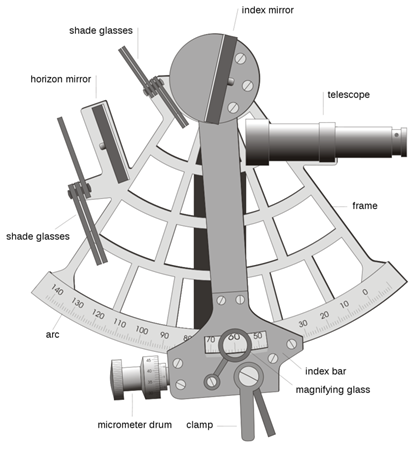 index mirror
shade glasses
horizon mirror
telescope
frame
shade glasses
140 130 120 110 100 90 80 70 60 50 30 20 10 0
arc
index bar
magnifying glass
micrometer drum
clamp